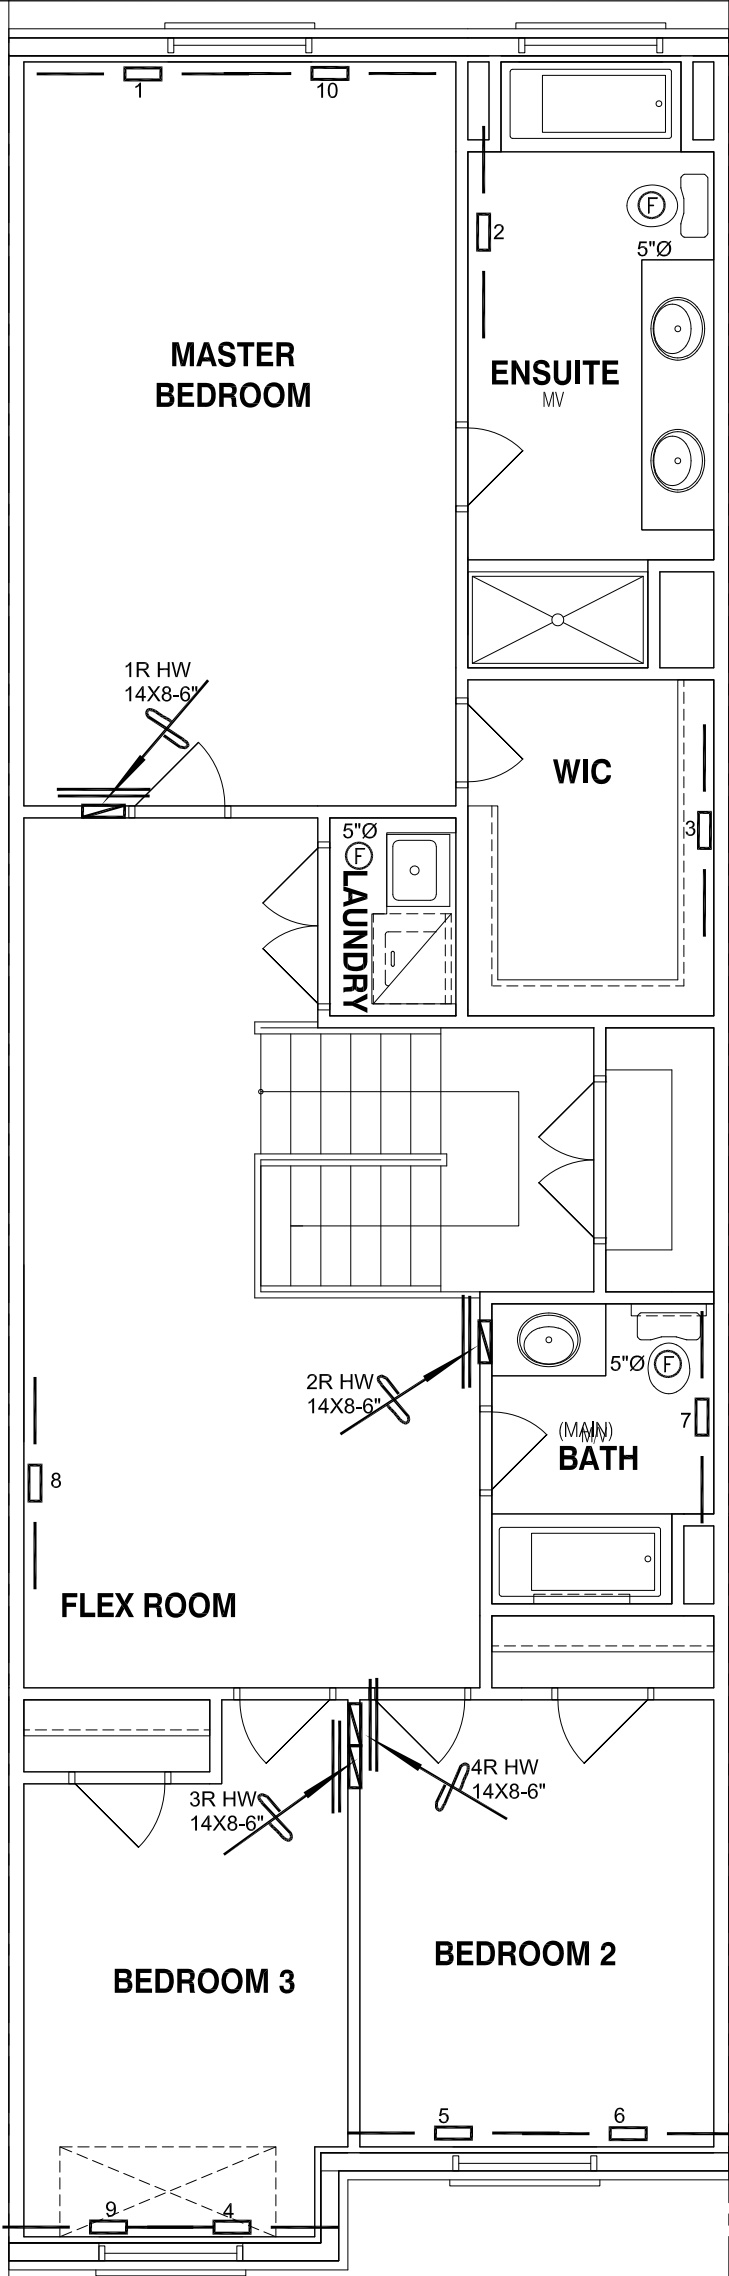 1
10
2
F
5"Ø
MASTER
BEDROOM
ENSUITE
MV
1R HW
14X8-6"
WIC
3
5"Ø
F
LAUNDRY
2R HW
14X8-6"
5"Ø
F
7
(MAIN)
MV
BATH
8
FLEX ROOM
3R HW
14X8-6"
4R HW
14X8-6"
BEDROOM 2
BEDROOM 3
5
6
9
4